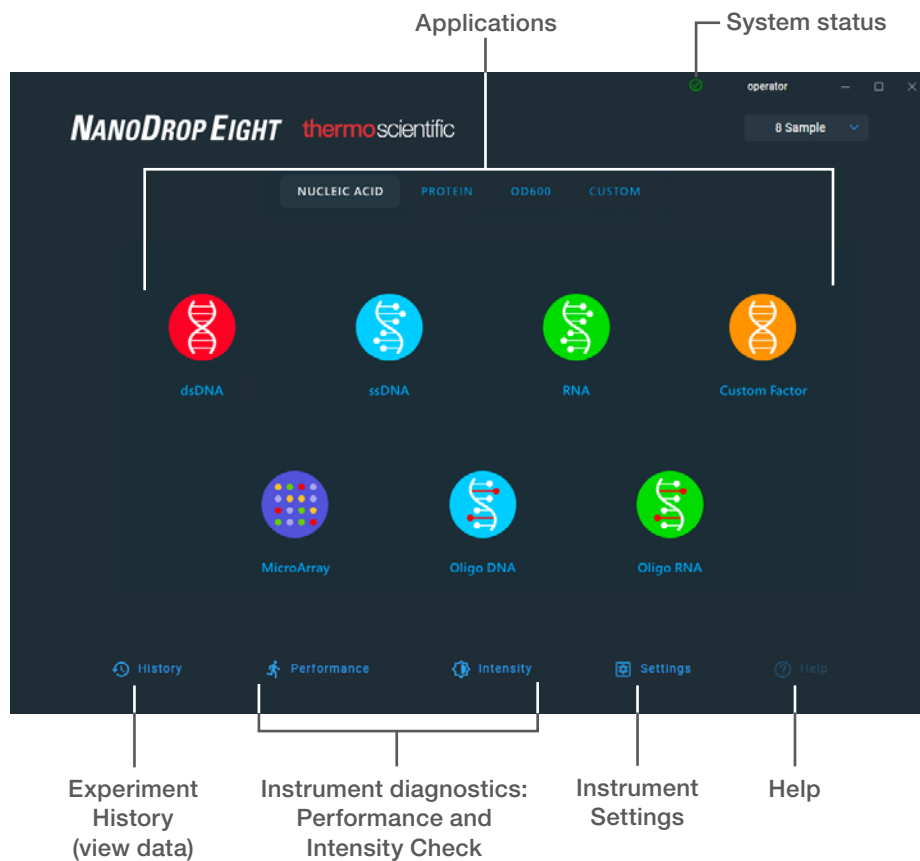 Applications
System status
operator
NANODROP EIGHT thermo scientific
8 Sample
NUCLEIC ACID PROTEIN OD600 CUSTOM
dsDNA ssDNA RNA Custom Factor
MicroArray Oligo DNA Oligo RNA
History Performance Intensity Settings Help
Experiment
History
(view data)
Instrument diagnostics:
Performance and
Intensity Check
Instrument
Settings
Help